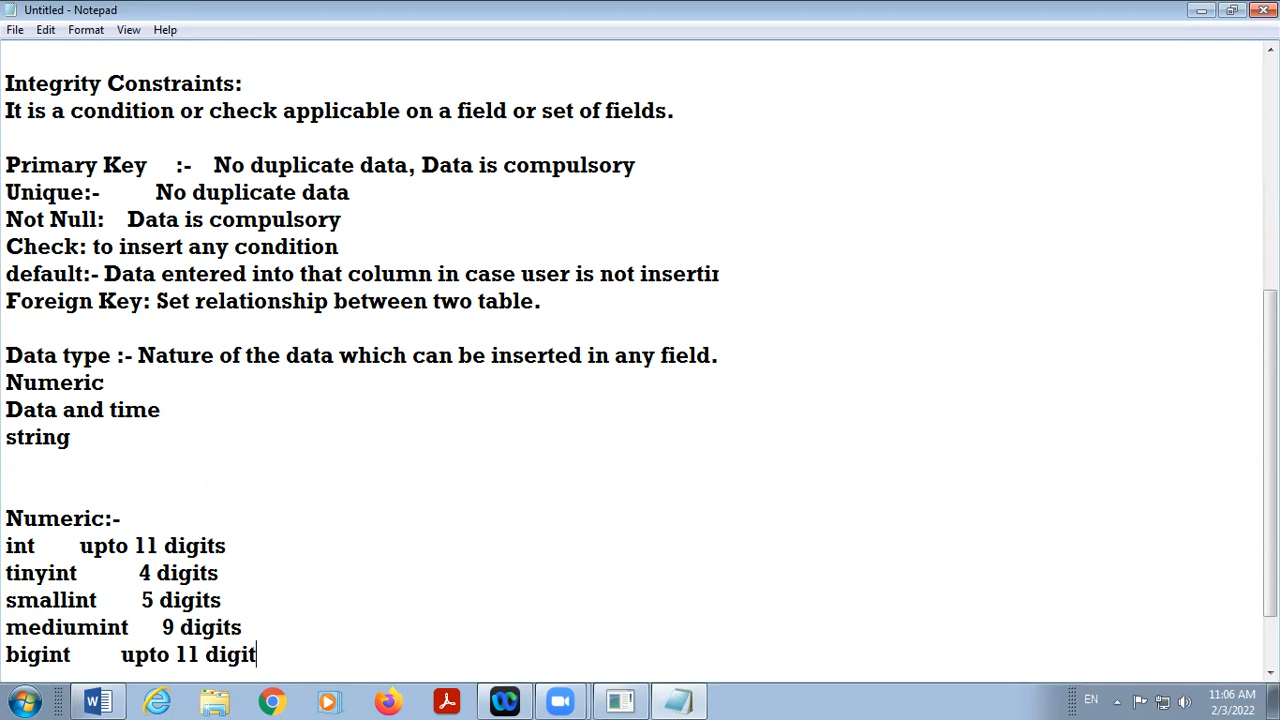 Untitled - Notepad
File Edit Format View Help
Integrity Constraints:
It is a condition or check applicable on a field or set of fields.
Primary Key :- No duplicate data, Data is compulsory
Unique:- No duplicate data
Not Null: Data is compulsory
Check: to insert any condition
default:- Data entered into that column in case user is not insertin
Foreign Key: Set relationship between two table.
Data type :- Nature of the data which can be inserted in any field.
Numeric
Data and time
string
Numeric:-
int upto 11 digits
tinyint 4 digits
smallint 5 digits
mediumint 9 digits
bigint upto 11 digit
EN
11:06 AM
2/3/2022